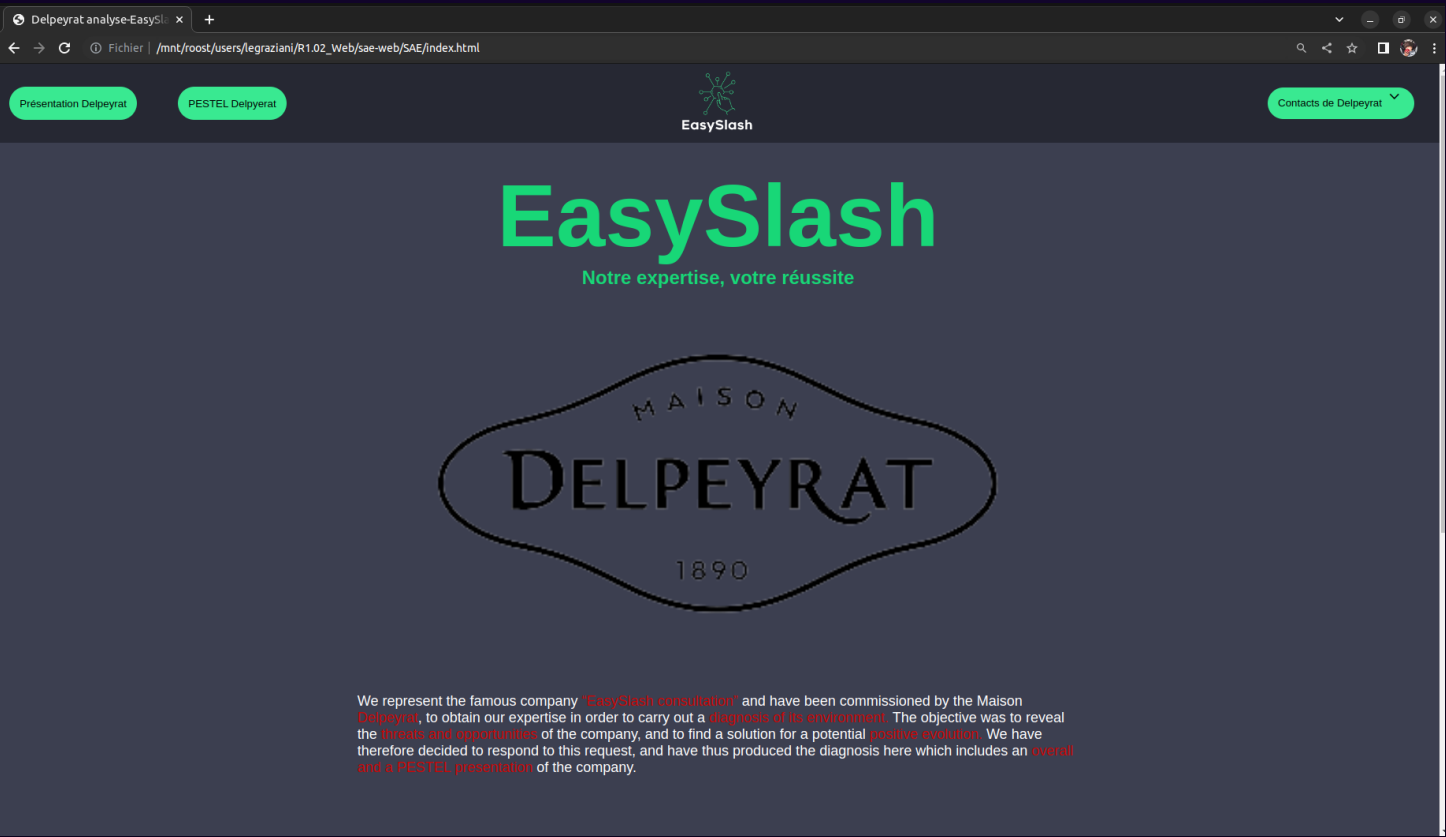 Delpeyrat analyse-EasySla
Fichier
/mnt/roost/users/legraziani/R1.02_Web/sae-web/SAE/index.html
Présentation Delpeyrat
PESTEL Delpyerat
EasySlash
Contacts de Delpeyrat
EasySlash
Notre expertise, votre réussite
MAISON
DELPEYRAT
1890
We represent the famous company "EasySlash consultation" and have been commissioned by the Maison
Delpeyrat, to obtain our expertise in order to carry out a diagnosis of its environment. The objective was to reveal
the threats and opportunities of the company, and to find a solution for a potential positive evolution. We have
therefore decided to respond to this request, and have thus produced the diagnosis here which includes an overall
and a PESTEL presentation of the company.